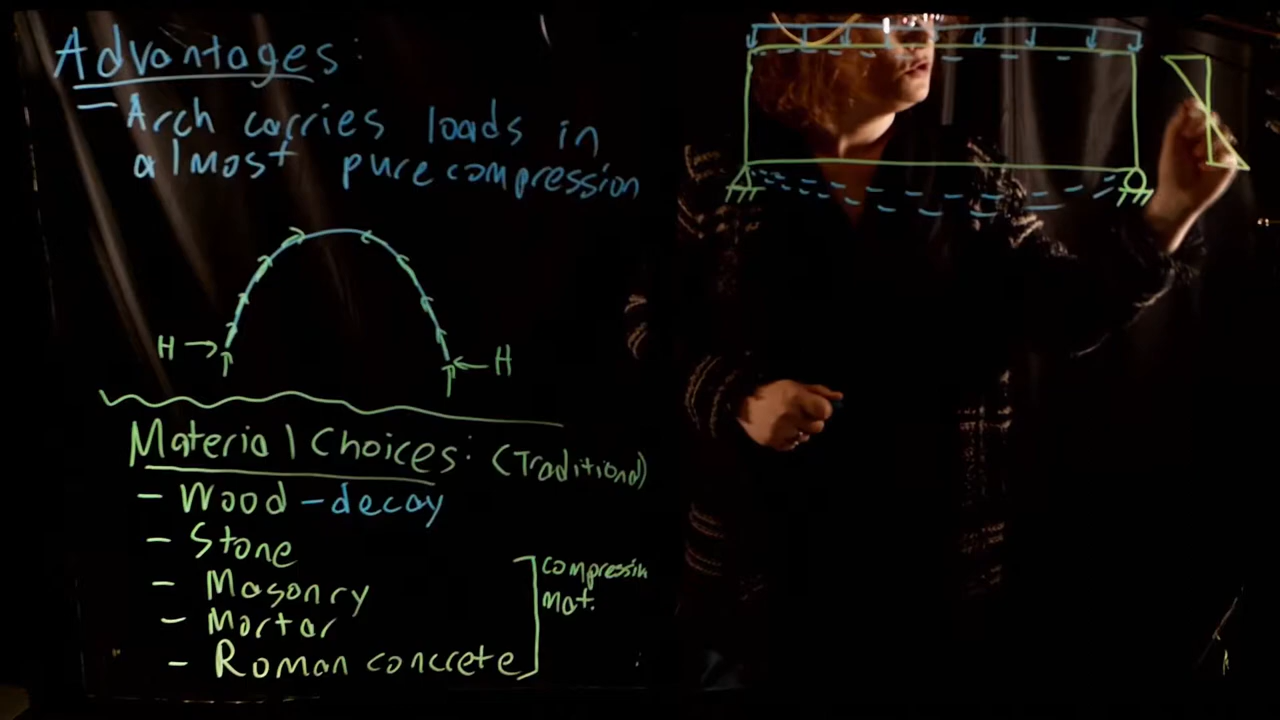 Advantages:
- Arch carries loads in
almost pure compression
H
H
Material Choices: (Traditional)
- Wood - decay
- Stone
- Masonry
- Mortar
- Roman concrete
compressin
Mat.